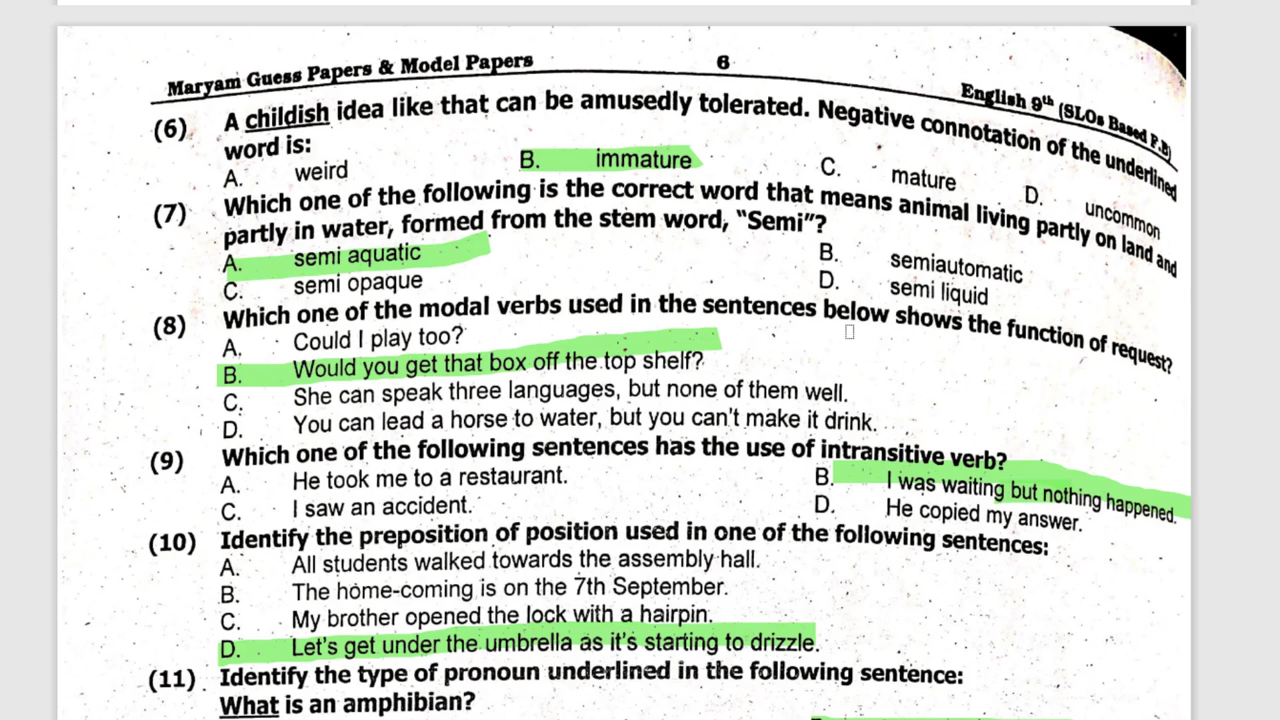 Maryam Guess Papers & Model Papers 6 English 9th (SLOs Based F.B)
(6) A childish idea like that can be amusedly tolerated. Negative connotation of the underlined
word is:
A. weird B. immature C. mature D. uncommon
(7) Which one of the following is the correct word that means animal living partly on land and
partly in water, formed from the stem word, “Semi”?
A. semi aquatic B. semiautomatic
C. semi opaque D. semi liquid
(8) Which one of the modal verbs used in the sentences below shows the function of request?
A. Could I play too?
B. Would you get that box off the top shelf?
C. She can speak three languages, but none of them well.
D. You can lead a horse to water, but you can't make it drink.
(9) Which one of the following sentences has the use of intransitive verb?
A. He took me to a restaurant. B. I was waiting but nothing happened.
C. I saw an accident. D. He copied my answer.
(10) Identify the preposition of position used in one of the following sentences:
A. All students walked towards the assembly hall.
B. The home-coming is on the 7th September.
C. My brother opened the lock with a hairpin.
D. Let's get under the umbrella as it's starting to drizzle.
(11) Identify the type of pronoun underlined in the following sentence:
What is an amphibian?